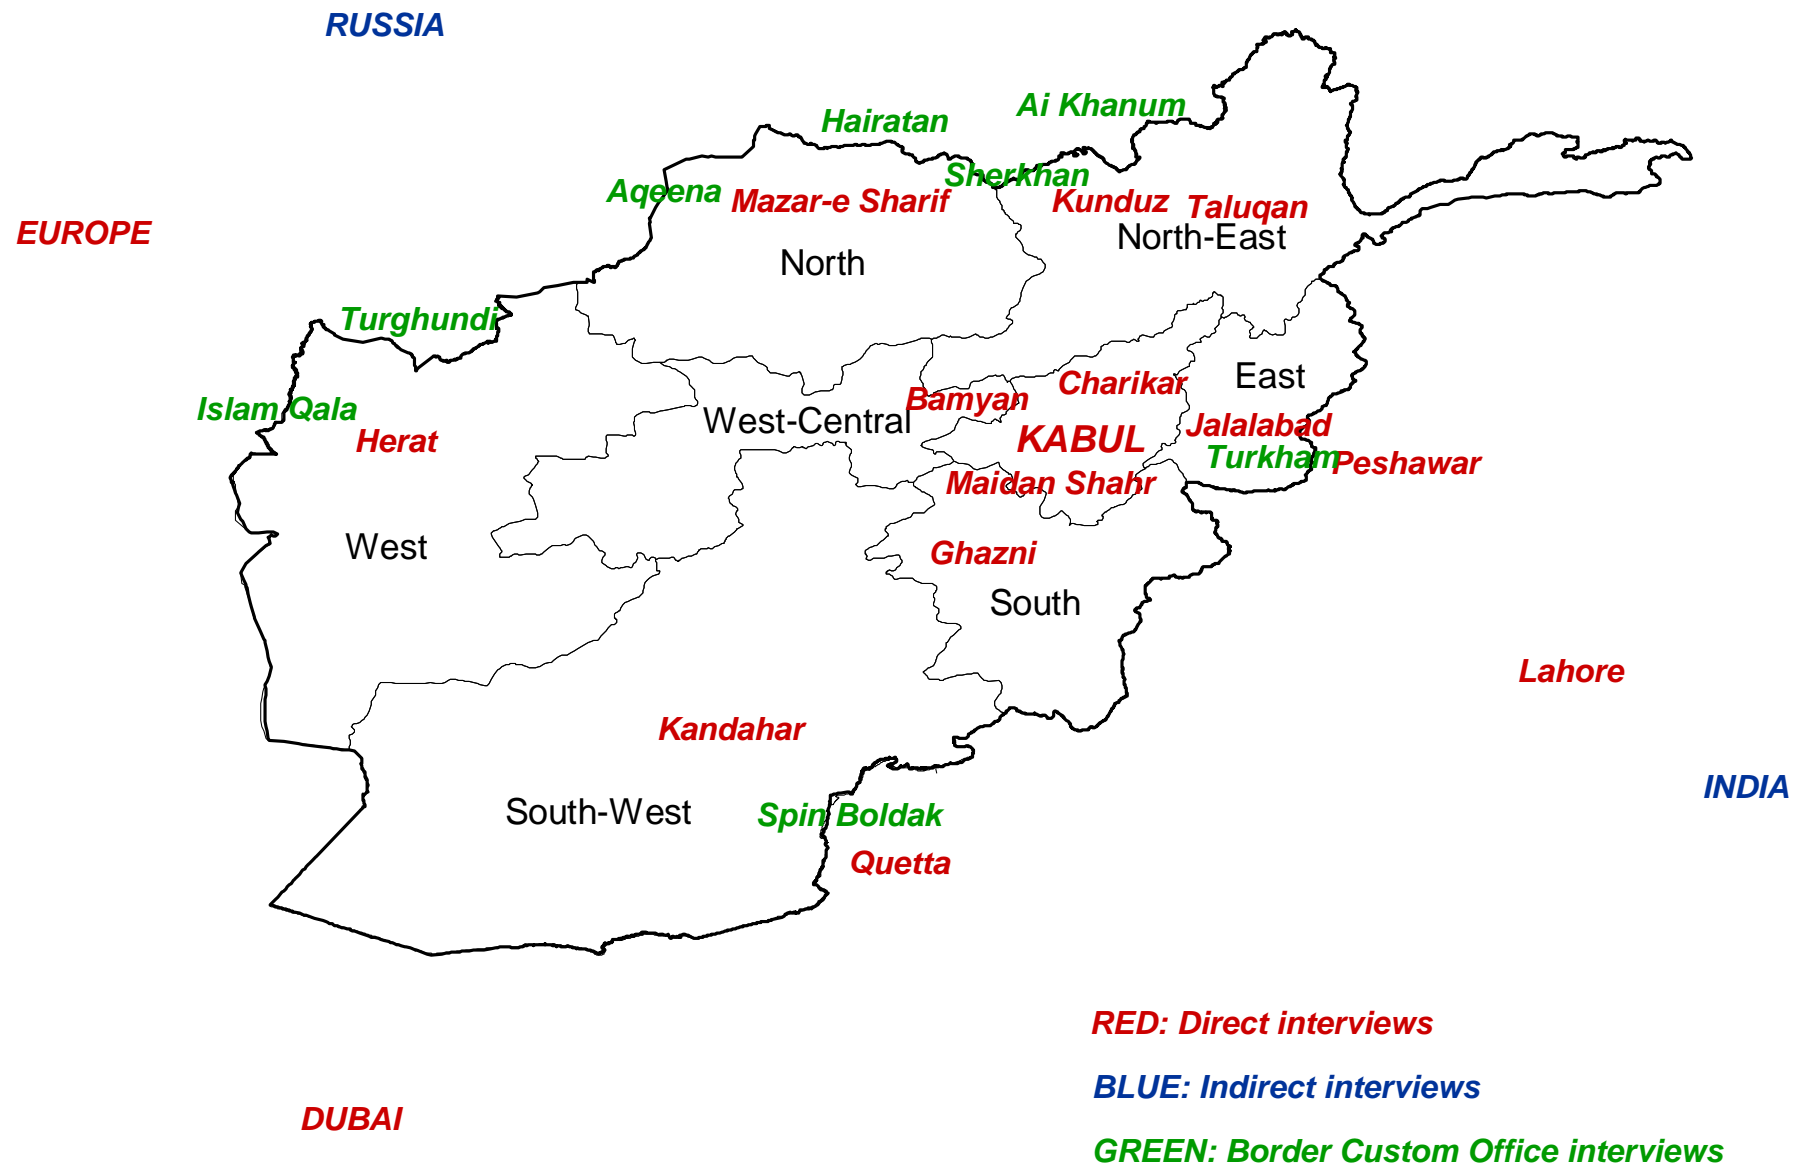 RUSSIA
Ai Khanum
Hairatan
Sherkhan
Aqeena
Mazar-e Sharif
Kunduz
Taluqan
EUROPE
North-East
North
Turghundi
East
Charikar
Bamyan
Islam Qala
West-Central
Jalalabad
Herat
KABUL
Turkham
Peshawar
Maidan Shahr
West
Ghazni
South
Lahore
Kandahar
INDIA
South-West
Spin Boldak
Quetta
RED: Direct interviews
BLUE: Indirect interviews
DUBAI
GREEN: Border Custom Office interviews